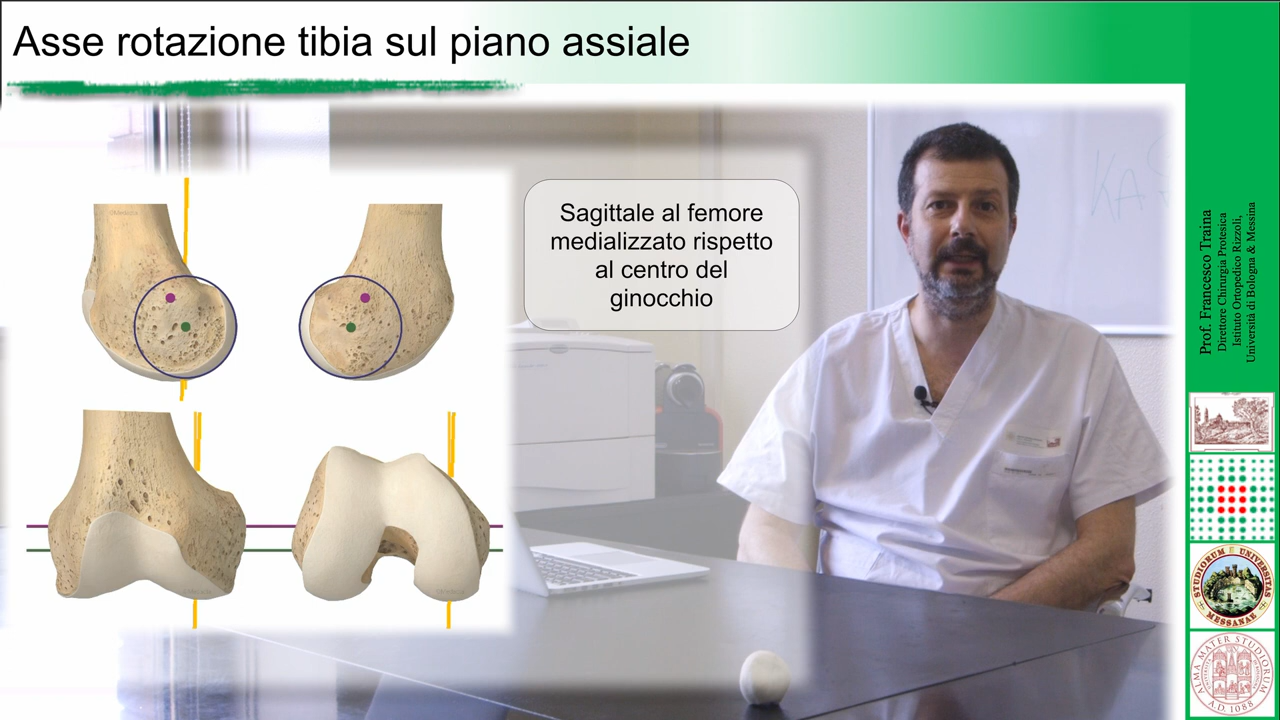 Asse rotazione tibia sul piano assiale
Sagittale al femore
medializzato rispetto
al centro del
ginocchio
KAS
Prof. Francesco Traina
Direttore Chirurgia Protesica
Istituto Ortopedico Rizzoli,
Università di Bologna & Messina
STUDIORUM E UNIVERSITAS
MESSANAE
ALMA MATER STUDIORUM
A.D. 1088